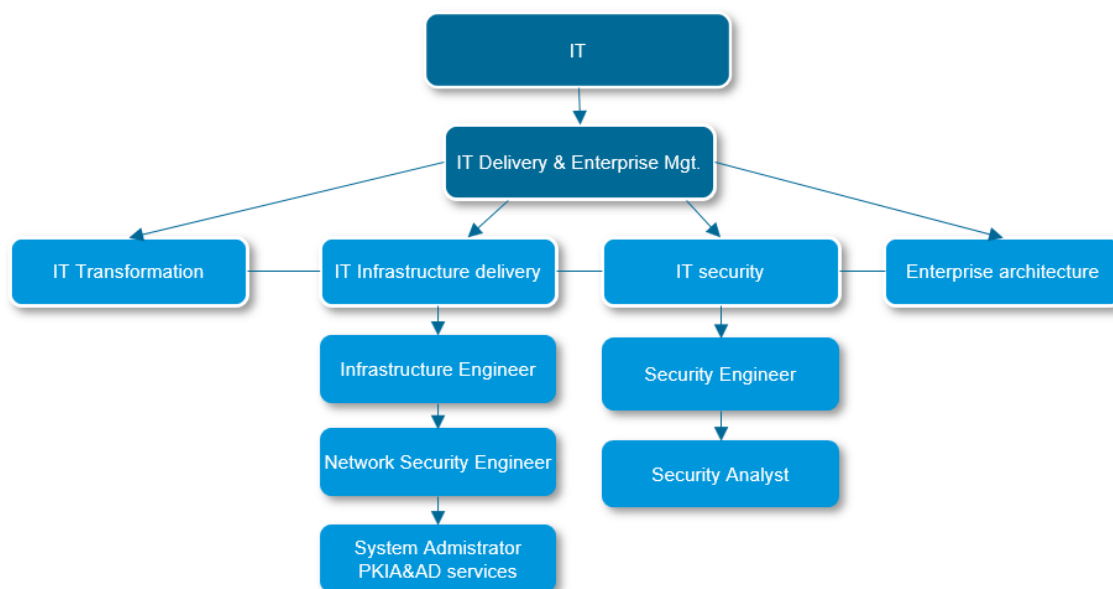 IT
IT Delivery & Enterprise Mgt.
IT Transformation
IT Infrastructure delivery
IT security
Enterprise architecture
Infrastructure Engineer
Security Engineer
Network Security Engineer
Security Analyst
System Admistrator
PKIA&AD services